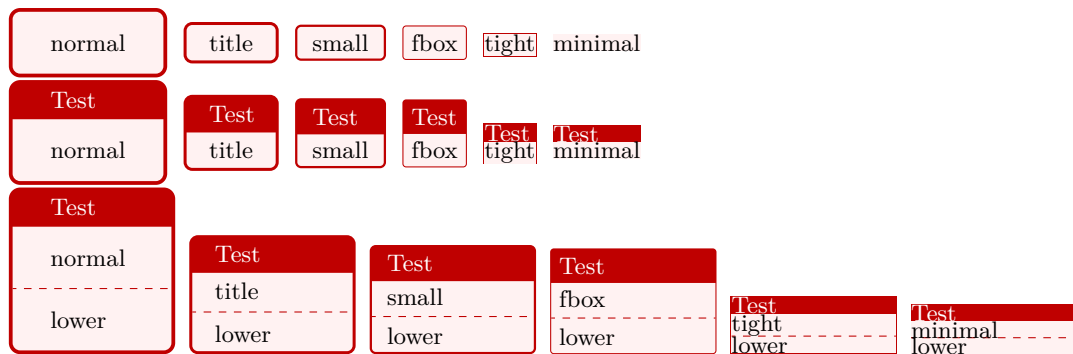 normal title small fbox tight minimal
Test Test Test Test Test Test
normal title small fbox tight minimal
Test
normal
lower
Test
title
lower
Test
small
lower
Test
fbox
lower
Test
tight
lower
Test
minimal
lower